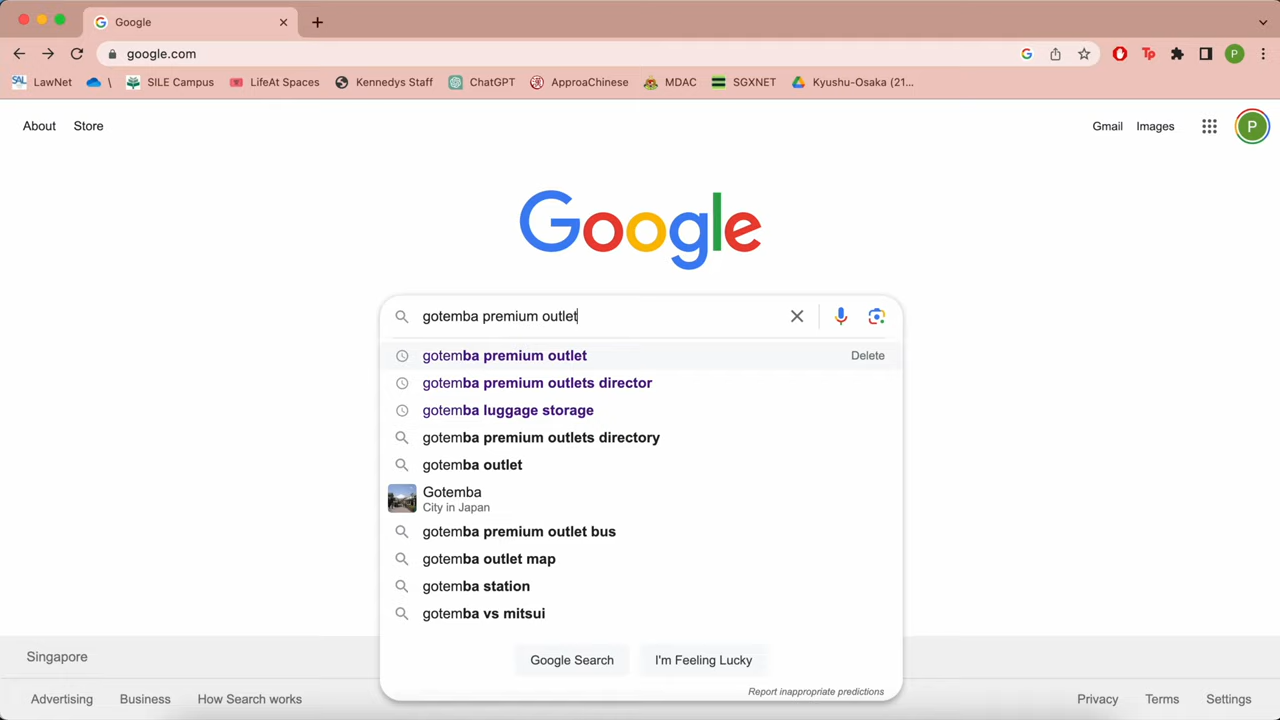 Google
google.com
Tp
P
SAL LawNet
\
SILE Campus
LifeAt Spaces
Kennedys Staff
ChatGPT
ApproaChinese
MDAC
SGXNET
Kyushu-Osaka (21...
About
Store
Gmail
Images
P
Google
gotemba premium outlet
gotemba premium outlet
Delete
gotemba premium outlets director
gotemba luggage storage
gotemba premium outlets directory
gotemba outlet
Gotemba
City in Japan
gotemba premium outlet bus
gotemba outlet map
gotemba station
gotemba vs mitsui
Google Search
I'm Feeling Lucky
Report inappropriate predictions
Singapore
Advertising
Business
How Search works
Privacy
Terms
Settings